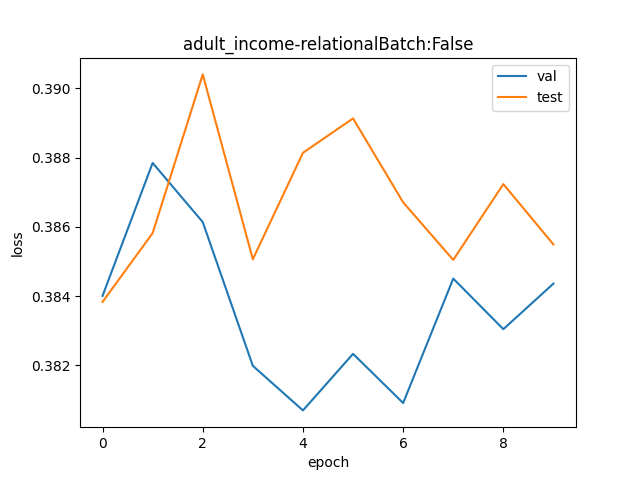 adult_income-relationalBatch:False
val
test
0.390
0.388
0.386
0.384
0.382
loss
0 2 4 6 8
epoch